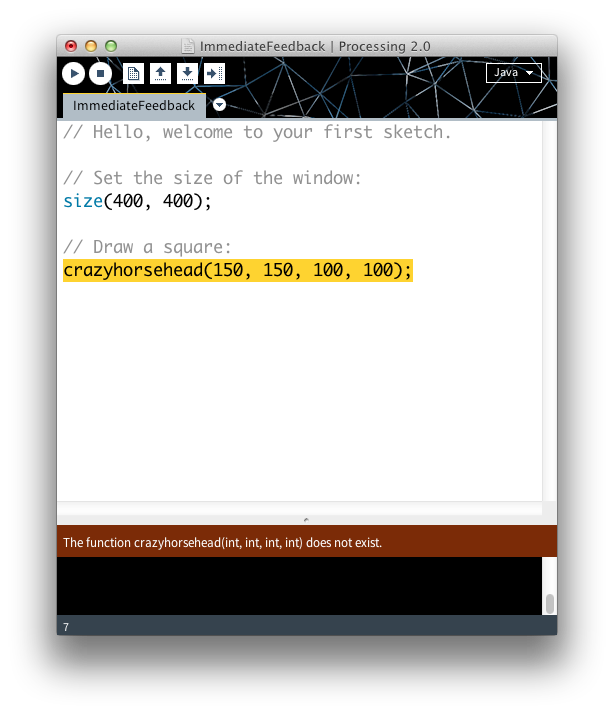 ImmediateFeedback | Processing 2.0
Java
ImmediateFeedback
// Hello, welcome to your first sketch.
// Set the size of the window:
size(400, 400);
// Draw a square:
crazyhorsehead(150, 150, 100, 100);
The function crazyhorsehead(int, int, int, int) does not exist.
7